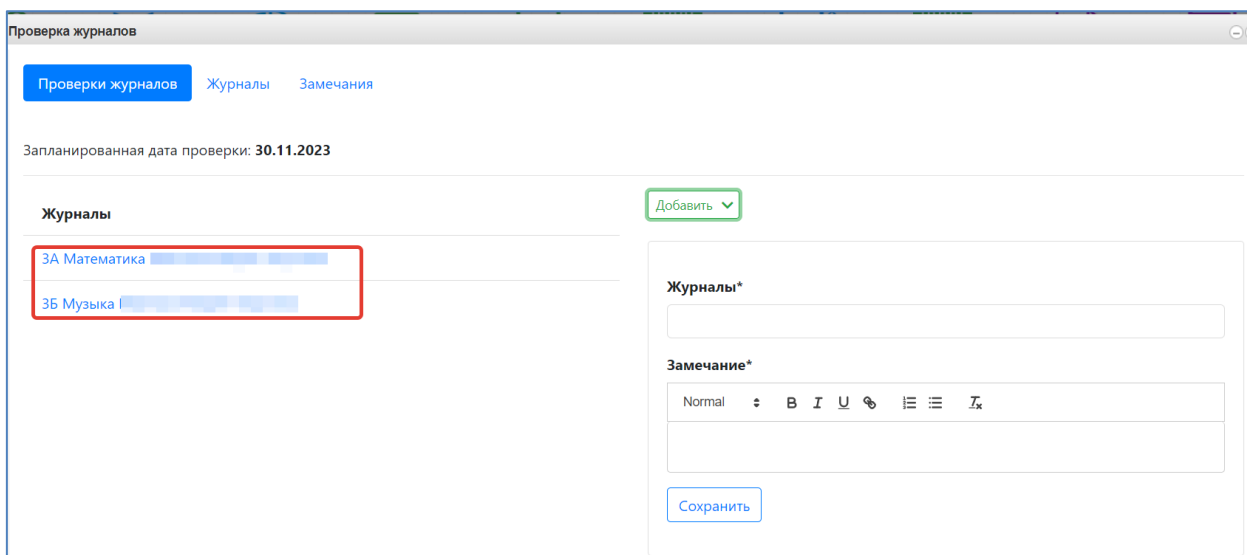 Проверка журналов
Проверки журналов Журналы Замечания
Запланированная дата проверки: 30.11.2023
Журналы
3А Математика
3Б Музыка
Добавить
Журналы*
Замечание*
Normal B I U
Сохранить